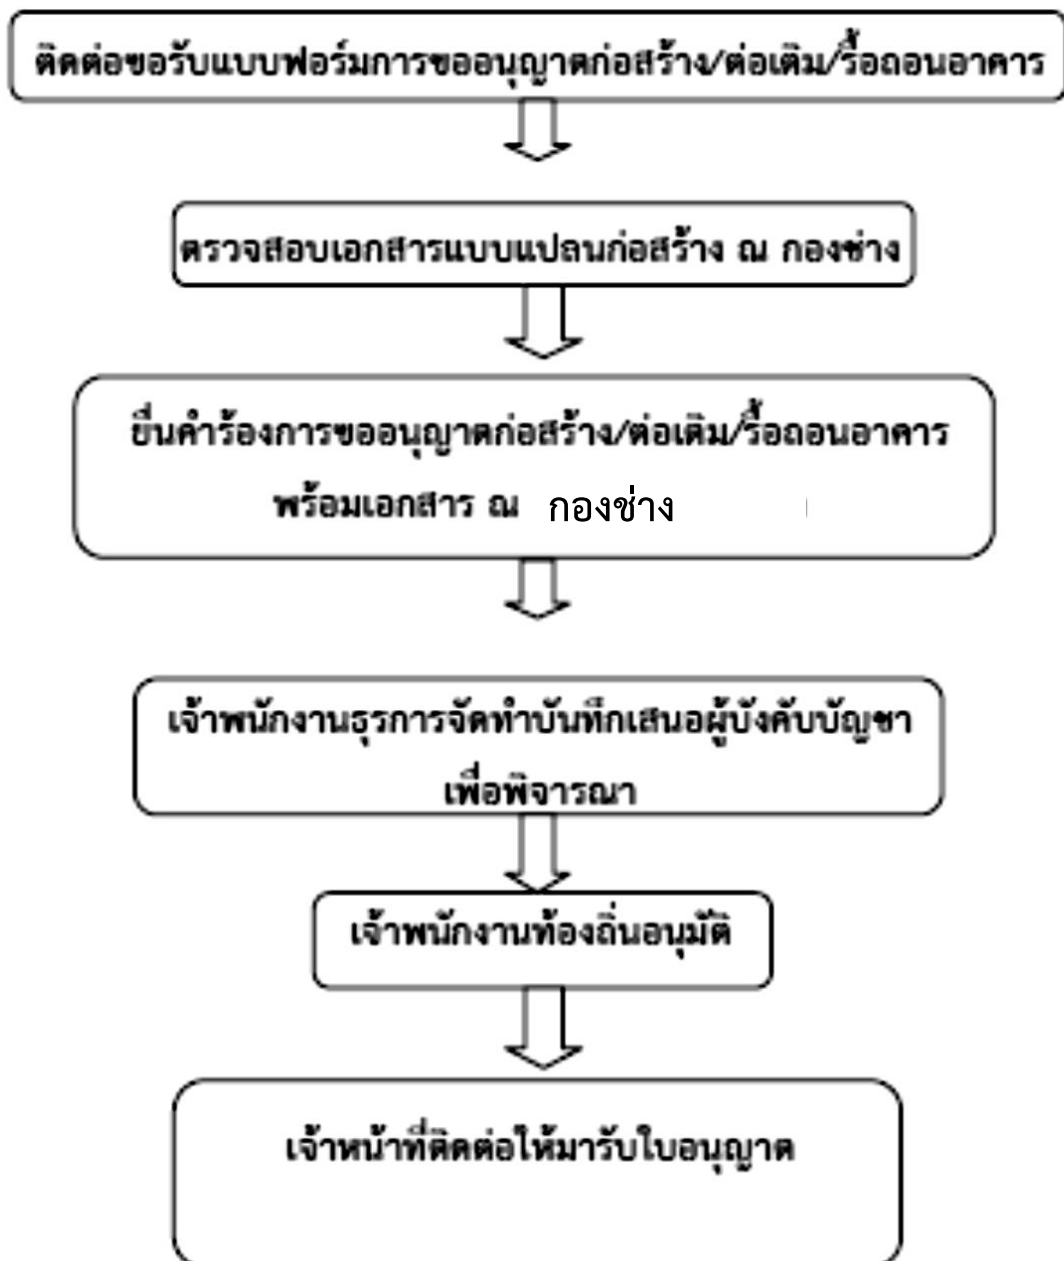 ติดต่อขอรับแบบฟอร์มการขออนุญาตก่อสร้าง/ต่อเติม/รื้อถอนอาคาร
ตรวจสอบเอกสารแบบแปลนก่อสร้าง ณ กองช่าง
ยื่นคำร้องการขออนุญาตก่อสร้าง/ต่อเติม/รื้อถอนอาคาร
พร้อมเอกสาร ณ กองช่าง
เจ้าพนักงานธุรการจัดทำบันทึกเสนอผู้บังคับบัญชา
เพื่อพิจารณา
เจ้าพนักงานท้องถิ่นอนุมัติ
เจ้าหน้าที่ติดต่อให้มารับใบอนุญาต